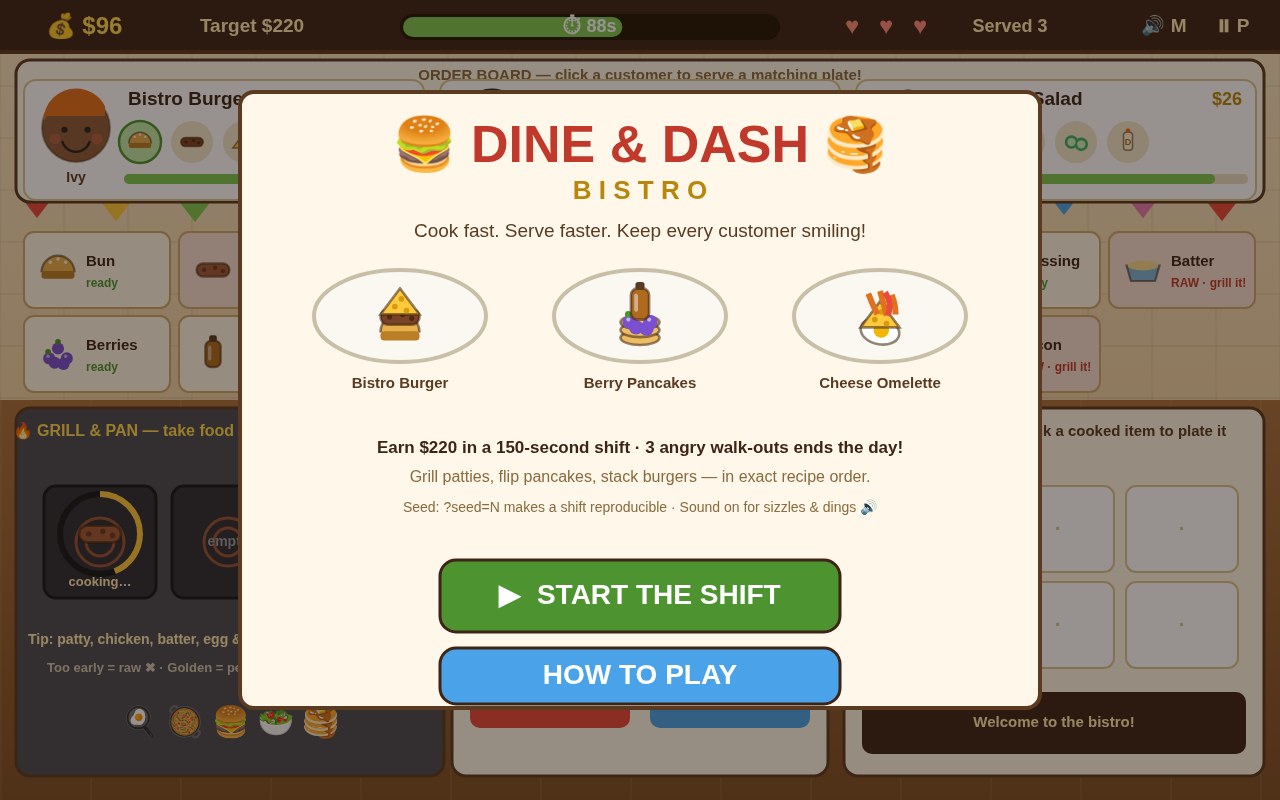 💰 $96
Target $220
⏱ 88s
♥ ♥ ♥
Served 3
🔊 M
⏸ P
ORDER BOARD — click a customer to serve a matching plate!
Bistro Burge
Salad
$26
Ivy
D
🍔 DINE & DASH 🥞
BISTRO
Cook fast. Serve faster. Keep every customer smiling!
Bistro Burger
Berry Pancakes
Cheese Omelette
Earn $220 in a 150-second shift · 3 angry walk-outs ends the day!
Grill patties, flip pancakes, stack burgers — in exact recipe order.
Seed: ?seed=N makes a shift reproducible · Sound on for sizzles & dings 🔊
▶ START THE SHIFT
HOW TO PLAY
Bun
ready
ssing
y
Batter
RAW · grill it!
Berries
ready
con
· grill it!
🔥 GRILL & PAN — take food
k a cooked item to plate it
cooking…
empt
Tip: patty, chicken, batter, egg &
Too early = raw ✖ · Golden = pe
Welcome to the bistro!